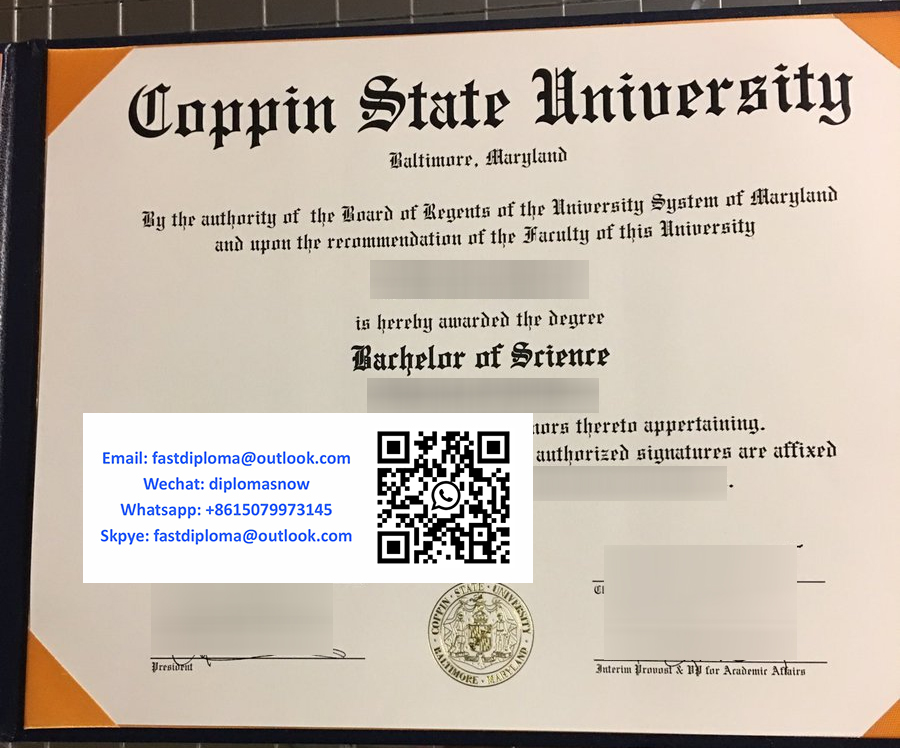 Coppin State University
Baltimore, Maryland
By the authority of the Board of Regents of the University System of Maryland
and upon the recommendation of the Faculty of this University
is hereby awarded the degree
Bachelor of Science
nors thereto appertaining.
authorized signatures are affixed
.
Email: fastdiploma@outlook.com
Wechat: diplomasnow
Whatsapp: +8615079973145
Skpye: fastdiploma@outlook.com
COPPIN · STATE · UNIVERSITY
BALTIMORE · MARYLAND
President
Interim Provost & VP for Academic Affairs